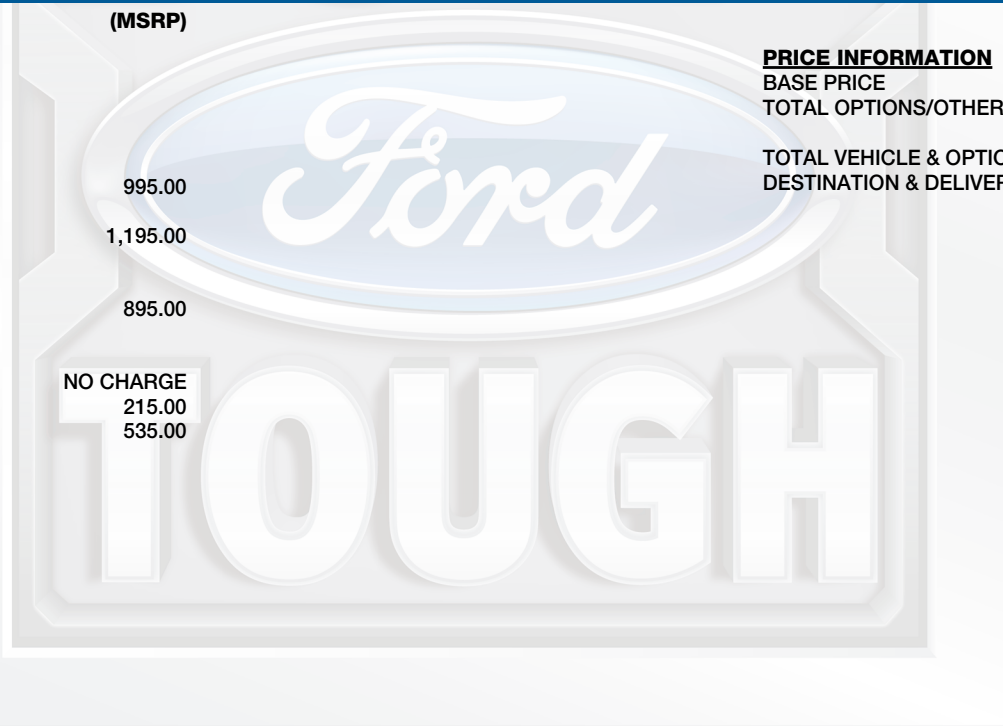 (MSRP)
995.00
1,195.00
895.00
NO CHARGE
215.00
535.00
PRICE INFORMATION
BASE PRICE
TOTAL OPTIONS/OTHER
TOTAL VEHICLE & OPTIO
DESTINATION & DELIVER
Ford
TOUGH